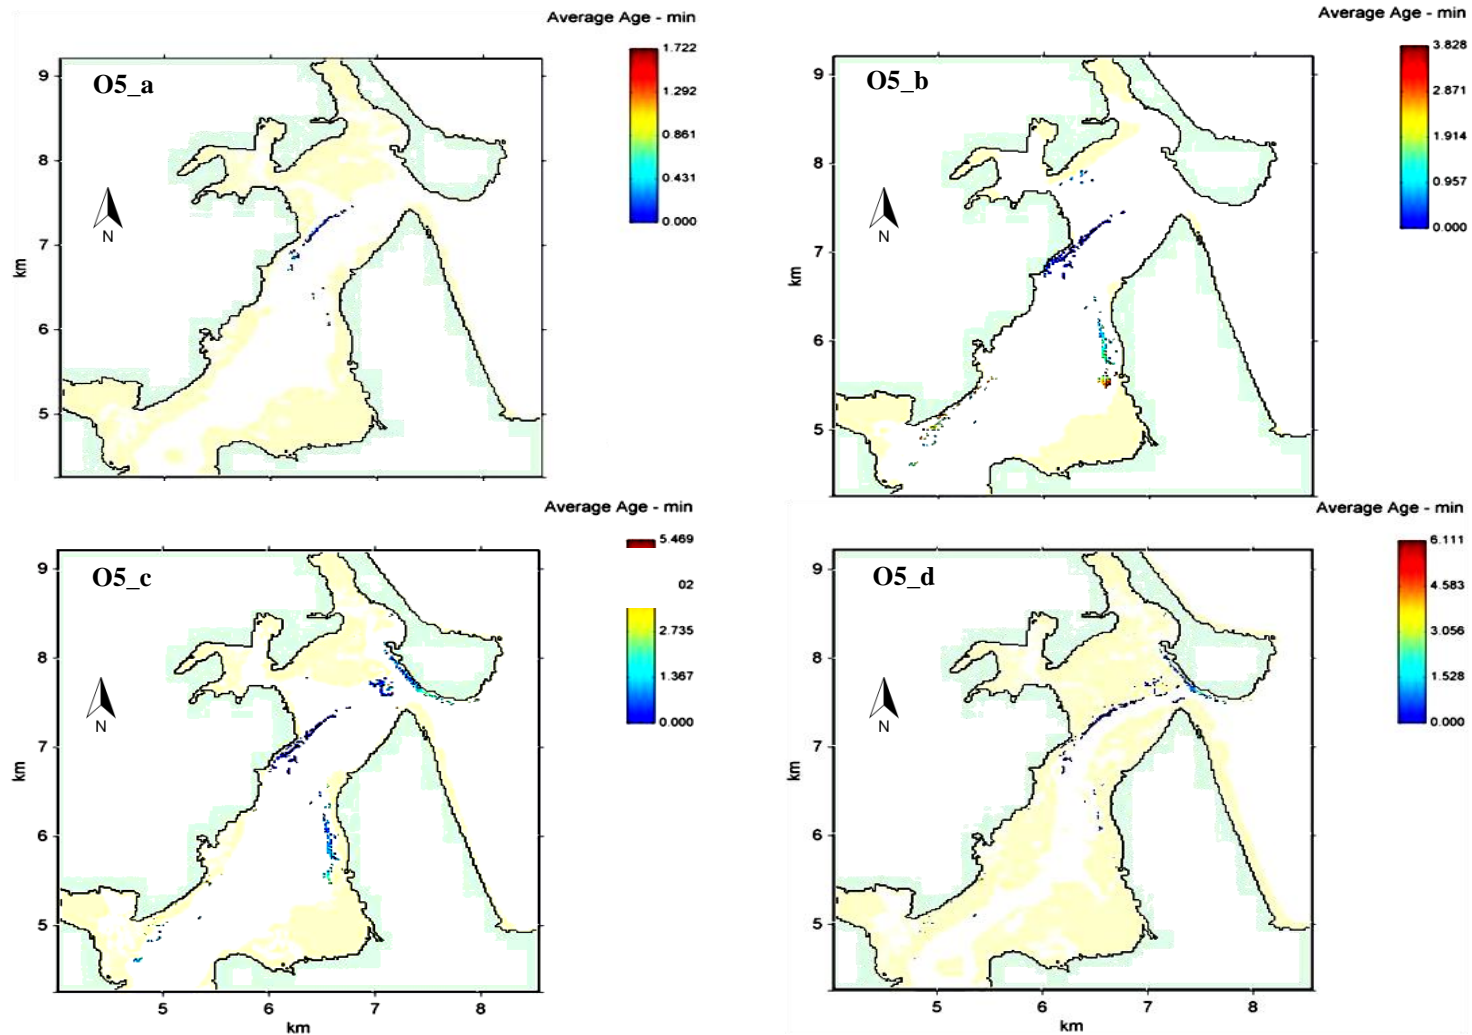 Average Age - min
1.722
1.292
0.861
0.431
0.000
O5_a
9
8
7
6
5
km
N
Average Age - min
3.828
2.871
1.914
0.957
0.000
O5_b
9
8
7
6
5
km
N
Average Age - min
5.469
02
2.735
1.367
0.000
O5_c
9
8
7
6
5
km
N
5 6 7 8
km
Average Age - min
6.111
4.583
3.056
1.528
0.000
O5_d
9
8
7
6
5
km
N
5 6 7 8
km